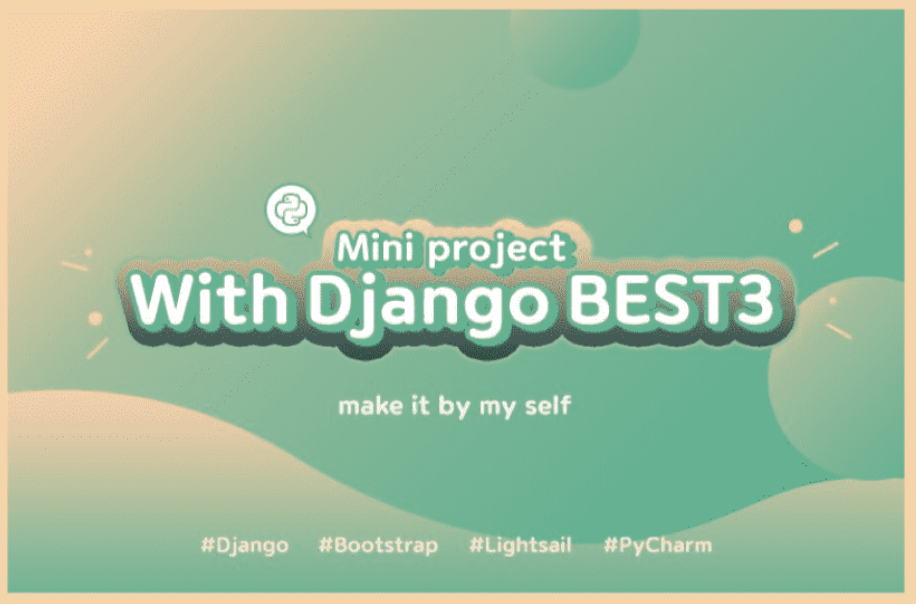 Mini project
With Django BEST3
make it by my self
#Django #Bootstrap #Lightsail #PyCharm